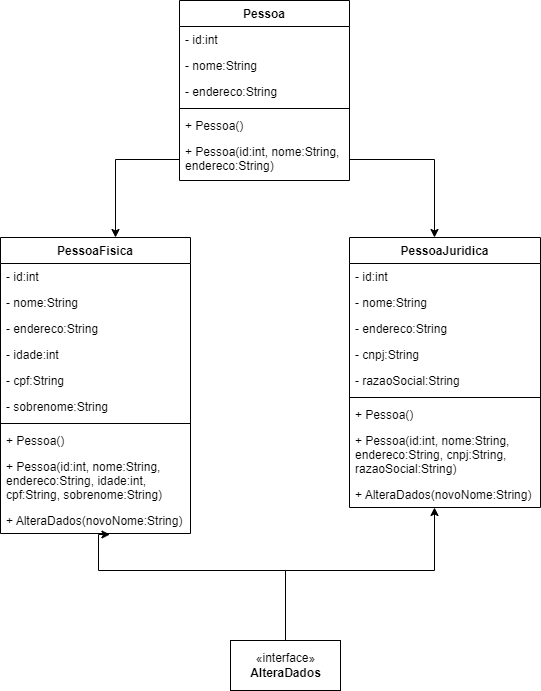 Pessoa
- id:int
- nome:String
- endereco:String
+ Pessoa()
+ Pessoa(id:int, nome:String,
endereco:String)
PessoaFisica
- id:int
- nome:String
- endereco:String
- idade:int
- cpf:String
- sobrenome:String
+ Pessoa()
+ Pessoa(id:int, nome:String,
endereco:String, idade:int,
cpf:String, sobrenome:String)
+ AlteraDados(novoNome:String)
PessoaJuridica
- id:int
- nome:String
- endereco:String
- cnpj:String
- razaoSocial:String
+ Pessoa()
+ Pessoa(id:int, nome:String,
endereco:String, cnpj:String,
razaoSocial:String)
+ AlteraDados(novoNome:String)
«interface»
AlteraDados